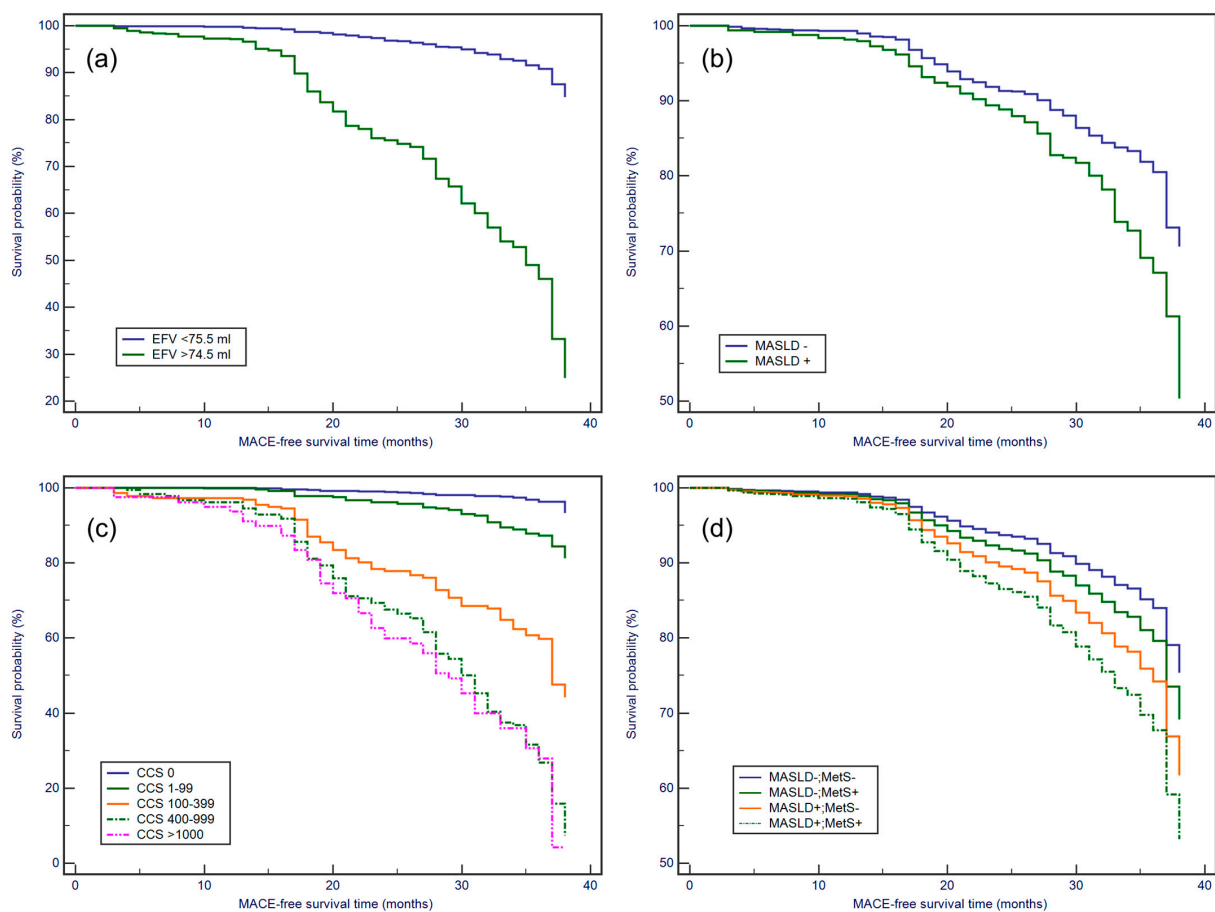 (a)
Survival probability (%)
100
90
80
70
60
50
40
30
20
EFV <75.5 ml
EFV >74.5 ml
0
10
20
30
40
MACE-free survival time (months)
(b)
Survival probability (%)
100
90
80
70
60
50
MASLD -
MASLD +
0
10
20
30
40
MACE-free survival time (months)
(c)
Survival probability (%)
100
80
60
40
20
0
CCS 0
CCS 1-99
CCS 100-399
CCS 400-999
CCS >1000
0
10
20
30
40
MACE-free survival time (months)
(d)
Survival probability (%)
100
90
80
70
60
50
MASLD-;MetS-
MASLD-;MetS+
MASLD+;MetS-
MASLD+;MetS+
0
10
20
30
40
MACE-free survival time (months)